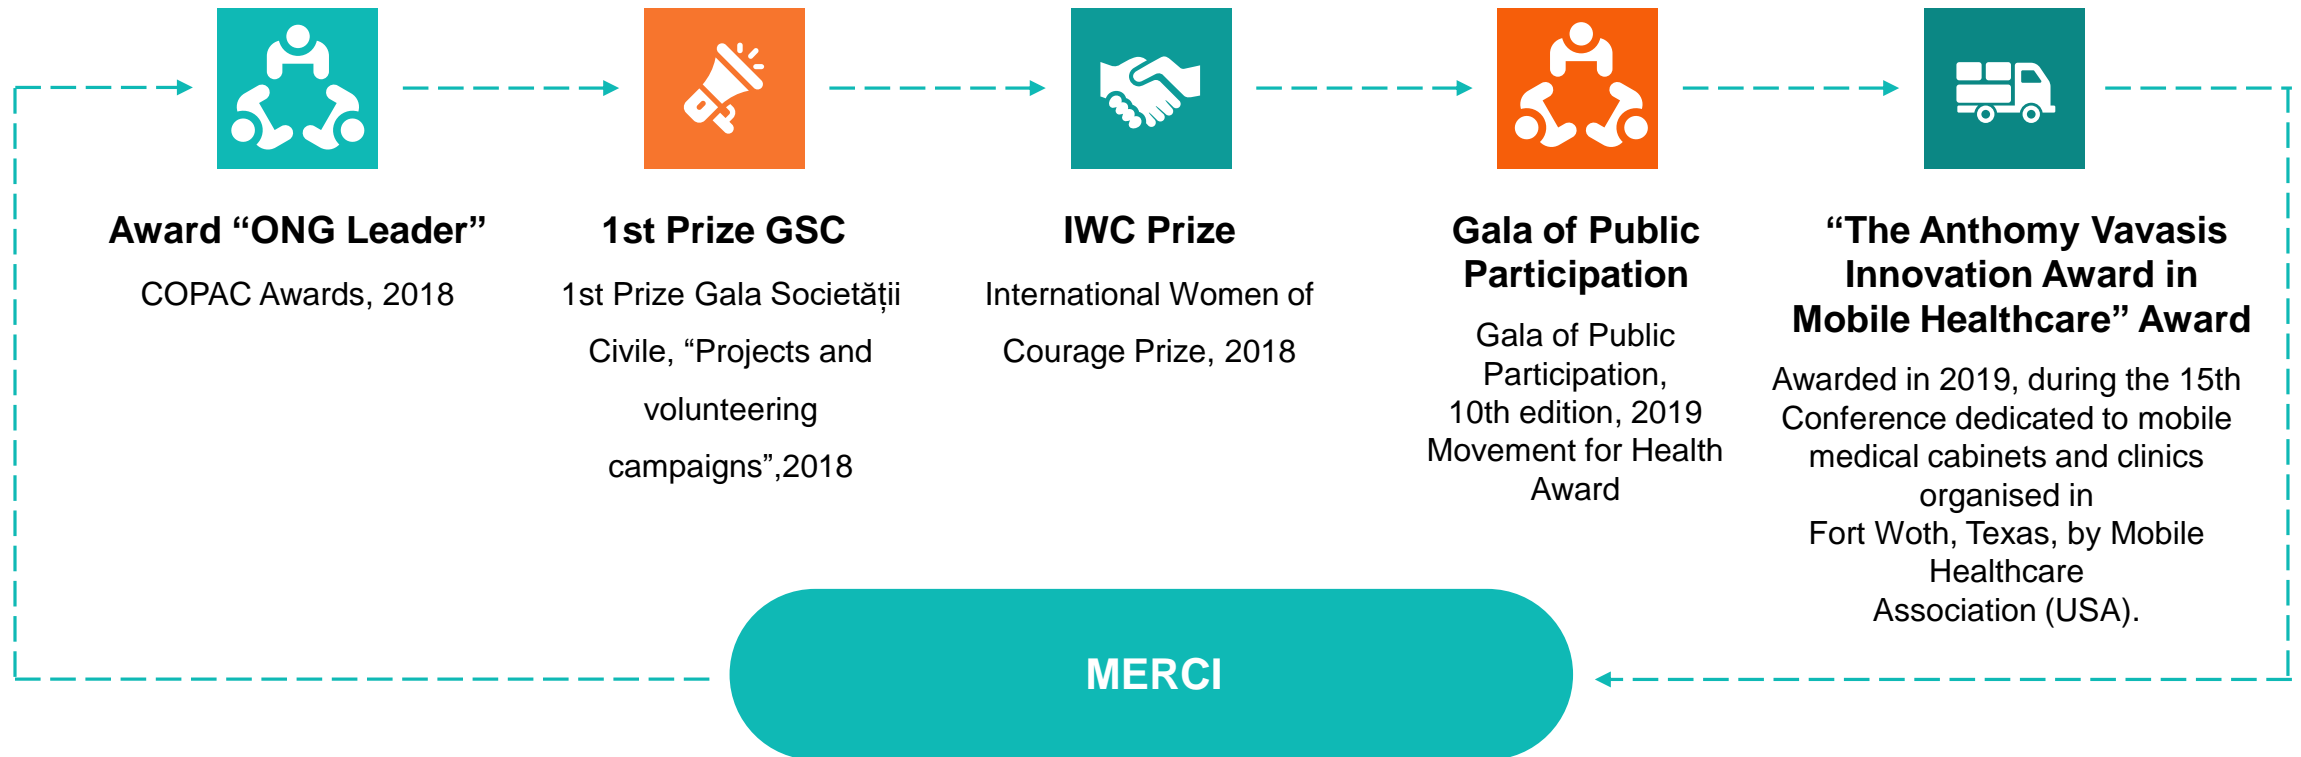 Award “ONG Leader”
COPAC Awards, 2018
1st Prize GSC
1st Prize Gala Societății
Civile, “Projects and
volunteering
campaigns”,2018
IWC Prize
International Women of
Courage Prize, 2018
Gala of Public
Participation
Gala of Public
Participation,
10th edition, 2019
Movement for Health
Award
“The Anthomy Vavasis
Innovation Award in
Mobile Healthcare” Award
Awarded in 2019, during the 15th
Conference dedicated to mobile
medical cabinets and clinics
organised in
Fort Woth, Texas, by Mobile
Healthcare
Association (USA).
MERCI